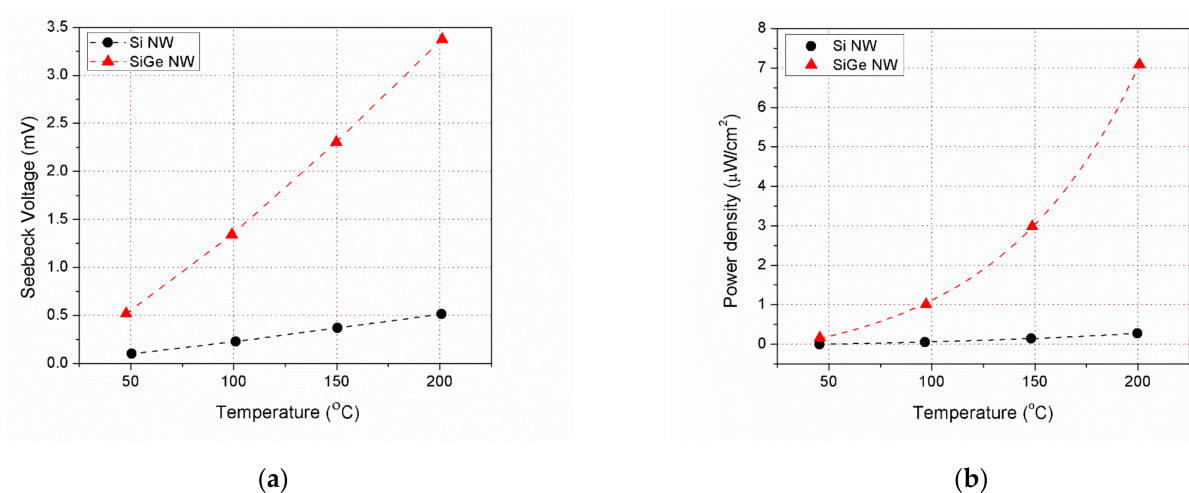 3.5
3.0
2.5
2.0
1.5
1.0
0.5
0.0
Seebeck Voltage (mV)
Si NW
SiGe NW
50
100
150
200
Temperature (°C)
(a)
8
7
6
5
4
3
2
1
0
Power density (μW/cm²)
Si NW
SiGe NW
50
100
150
200
Temperature (°C)
(b)